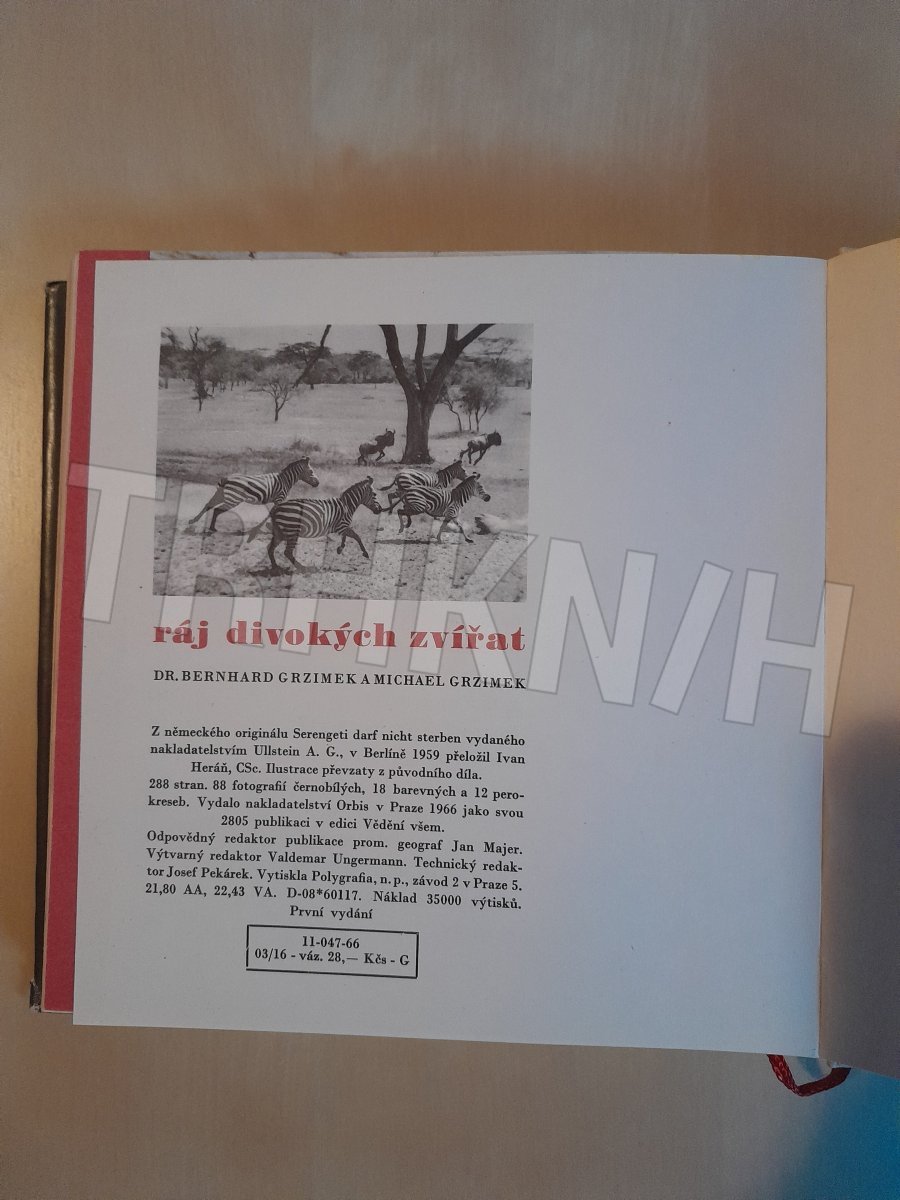 ráj divokých zvířat
DR. BERNHARD GRZIMEK A MICHAEL GRZIMEK
Z německého originálu Serengeti darf nicht sterben vydaného
nakladatelstvím Ullstein A. G., v Berlíně 1959 přeložil Ivan
Heráň, CSc. Ilustrace převzaty z původního díla.
288 stran. 88 fotografií černobílých, 18 barevných a 12 pero-
kreseb. Vydalo nakladatelství Orbis v Praze 1966 jako svou
2805 publikaci v edici Vědění všem.
Odpovědný redaktor publikace prom. geograf Jan Majer.
Výtvarný redaktor Valdemar Ungermann. Technický redak-
tor Josef Pekárek. Vytiskla Polygrafia, n. p., závod 2 v Praze 5.
21,80 AA, 22,43 VA. D-08*60117. Náklad 35000 výtisků.
První vydání
11-047-66
03/16 - váz. 28,— Kčs - G